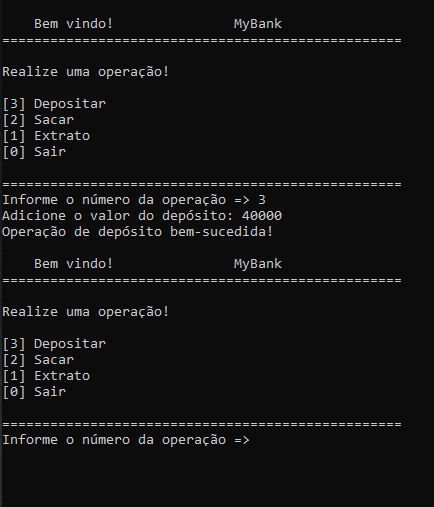 Bem vindo! MyBank
==================================================
Realize uma operação!
[3] Depositar
[2] Sacar
[1] Extrato
[0] Sair
==================================================
Informe o número da operação => 3
Adicione o valor do depósito: 40000
Operação de depósito bem-sucedida!
Bem vindo! MyBank
==================================================
Realize uma operação!
[3] Depositar
[2] Sacar
[1] Extrato
[0] Sair
==================================================
Informe o número da operação =>